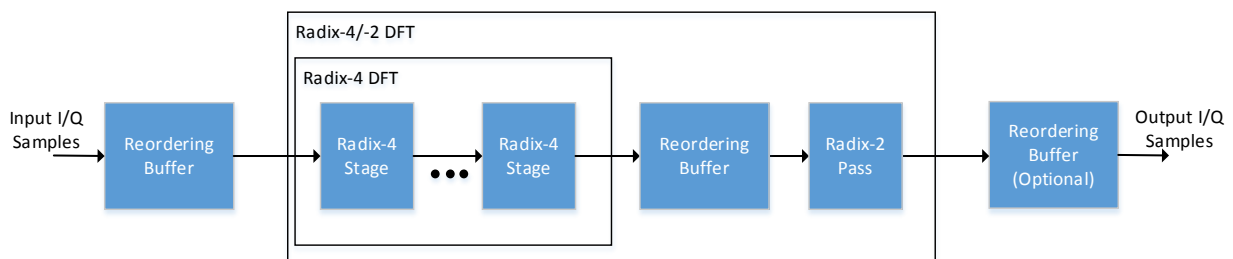 Radix-4/-2 DFT
Radix-4 DFT
Input I/Q
Samples
Reordering
Buffer
Radix-4
Stage
Radix-4
Stage
Reordering
Buffer
Radix-2
Pass
Reordering
Buffer
(Optional)
Output I/Q
Samples